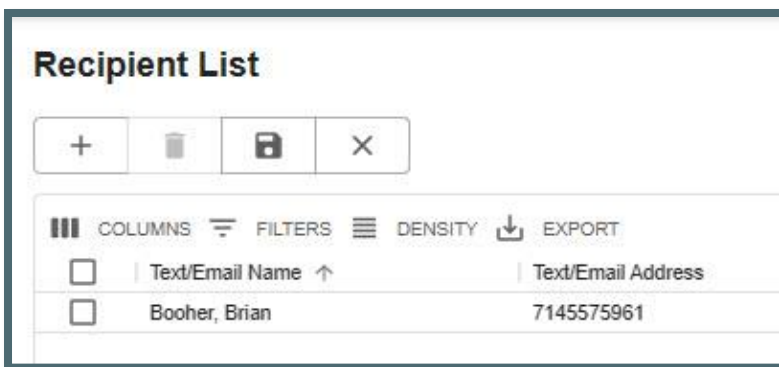 Recipient List
COLUMNS FILTERS DENSITY EXPORT
Text/Email Name Text/Email Address
Booher, Brian 7145575961